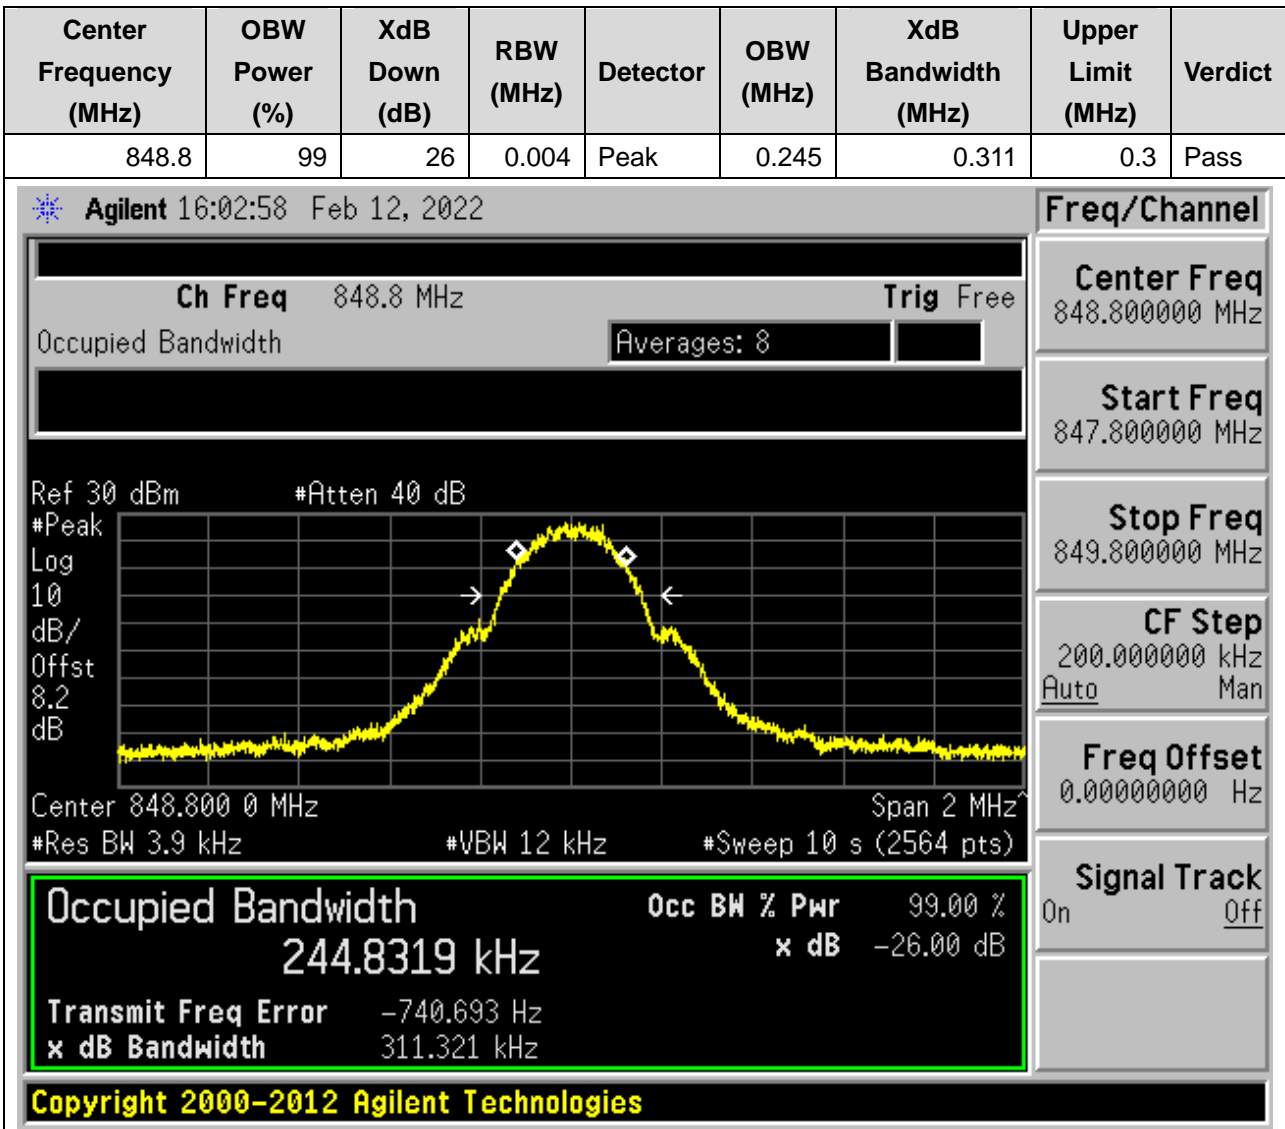 Center Frequency (MHz) OBW Power (%) XdB Down (dB) RBW (MHz) Detector OBW (MHz) XdB Bandwidth (MHz) Upper Limit (MHz) Verdict
848.8 99 26 0.004 Peak 0.245 0.311 0.3 Pass
Agilent 16:02:58 Feb 12, 2022
Freq/Channel
Ch Freq 848.8 MHz Trig Free
Occupied Bandwidth Averages: 8
Ref 30 dBm #Atten 40 dB
#Peak
Log
10
dB/
Offst
8.2
dB
Center 848.800 0 MHz Span 2 MHz^
#Res BW 3.9 kHz #VBW 12 kHz #Sweep 10 s (2564 pts)
Occupied Bandwidth Occ BW % Pwr 99.00 %
244.8319 kHz x dB -26.00 dB
Transmit Freq Error -740.693 Hz
x dB Bandwidth 311.321 kHz
Center Freq
848.800000 MHz
Start Freq
847.800000 MHz
Stop Freq
849.800000 MHz
CF Step
200.000000 kHz
Auto Man
Freq Offset
0.00000000 Hz
Signal Track
On Off
Copyright 2000-2012 Agilent Technologies